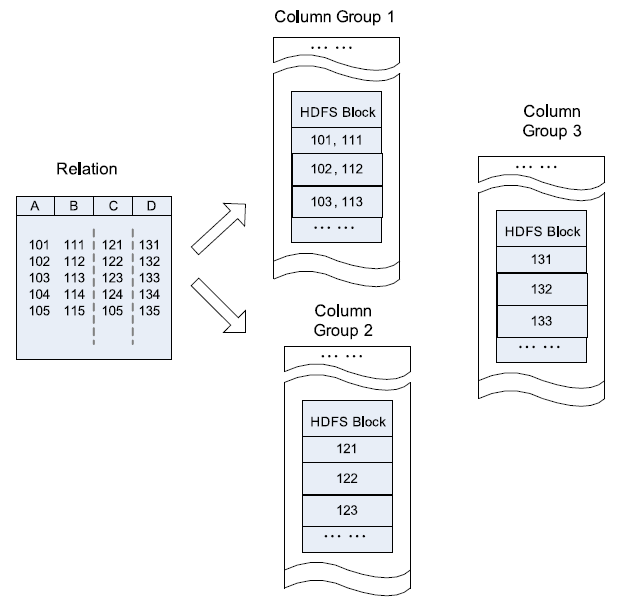 Column Group 1
... ...
HDFS Block
101, 111
102, 112
103, 113
... ...
Relation
A B C D
101 111 121 131
102 112 122 132
103 113 123 133
104 114 124 134
105 115 105 135
Column
Group 2
... ...
HDFS Block
121
122
123
... ...
Column
Group 3
... ...
HDFS Block
131
132
133
... ...